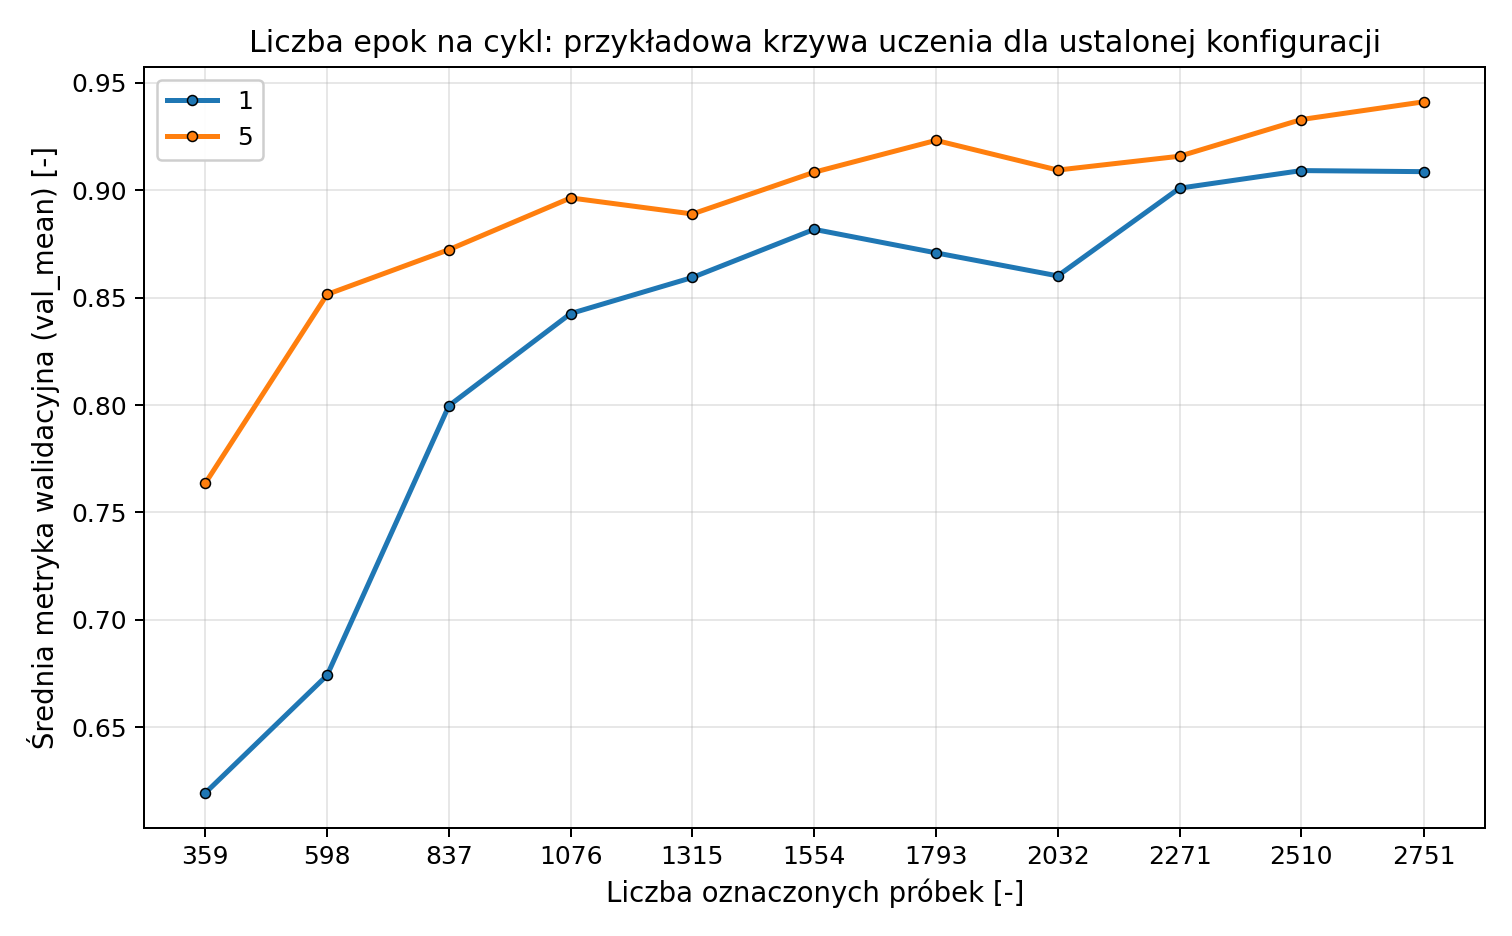 Liczba epok na cykl: przykładowa krzywa uczenia dla ustalonej konfiguracji
1
5
Średnia metryka walidacyjna (val_mean) [-]
0.95
0.90
0.85
0.80
0.75
0.70
0.65
359 598 837 1076 1315 1554 1793 2032 2271 2510 2751
Liczba oznaczonych próbek [-]